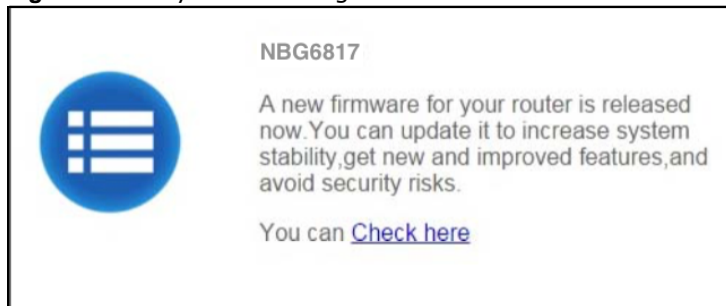 NBG6817
A new firmware for your router is released
now.You can update it to increase system
stability,get new and improved features,and
avoid security risks.
You can Check here